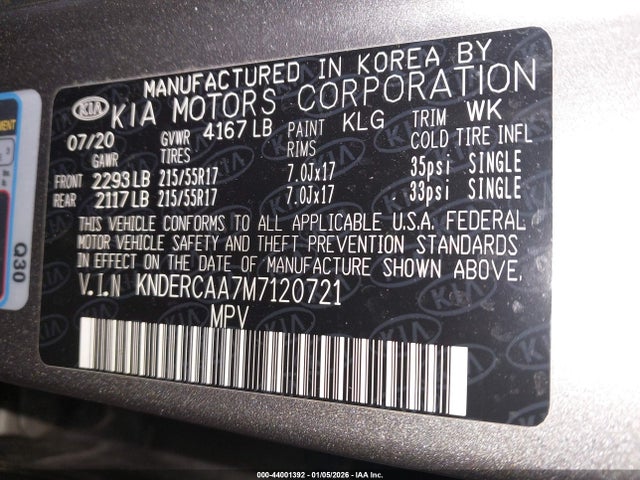 MANUFACTURED IN KOREA BY
KIA KIA MOTORS CORPORATION
07/20 GVWR 4167 LB PAINT KLG TRIM WK
GAWR TIRES RIMS COLD TIRE INFL
FRONT 2293 LB 215/55R17 7.0Jx17 35psi SINGLE
REAR 2117 LB 215/55R17 7.0Jx17 33psi SINGLE
THIS VEHICLE CONFORMS TO ALL APPLICABLE U.S.A. FEDERAL
MOTOR VEHICLE SAFETY AND THEFT PREVENTION STANDARDS
IN EFFECT ON THE DATE OF MANUFACTURE SHOWN ABOVE.
V.I.N KNDERCAA7M7120721
MPV
Q30
000-44001392 - 01/05/2026 - IAA Inc.